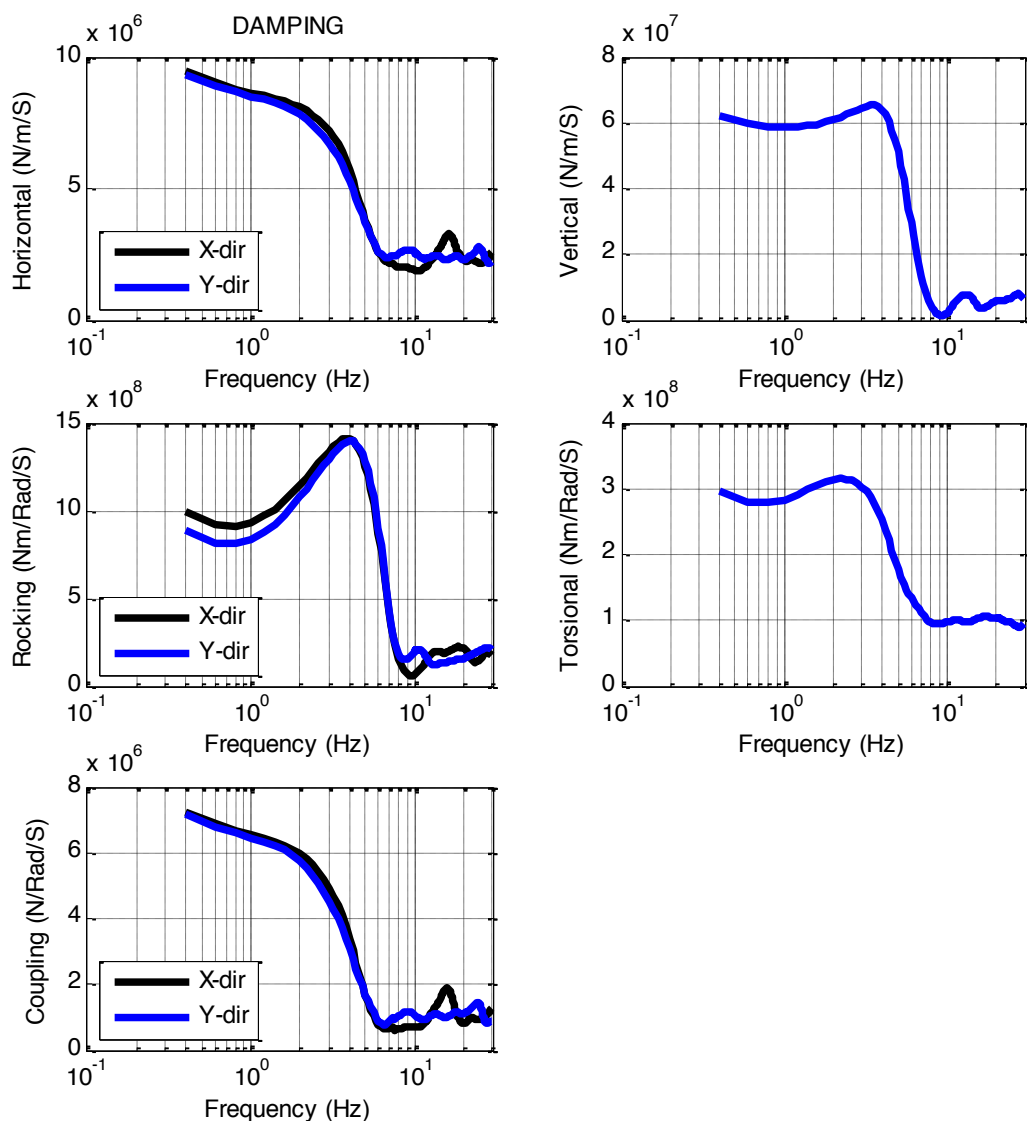 DAMPING
x 10^6
Horizontal (N/m/S)
10
5
0
X-dir
Y-dir
10^-1
10^0
10^1
Frequency (Hz)
x 10^7
Vertical (N/m/S)
8
6
4
2
0
10^-1
10^0
10^1
Frequency (Hz)
x 10^8
Rocking (Nm/Rad/S)
15
10
5
0
X-dir
Y-dir
10^-1
10^0
10^1
Frequency (Hz)
x 10^8
Torsional (Nm/Rad/S)
4
3
2
1
0
10^-1
10^0
10^1
Frequency (Hz)
x 10^6
Coupling (N/Rad/S)
8
6
4
2
0
X-dir
Y-dir
10^-1
10^0
10^1
Frequency (Hz)